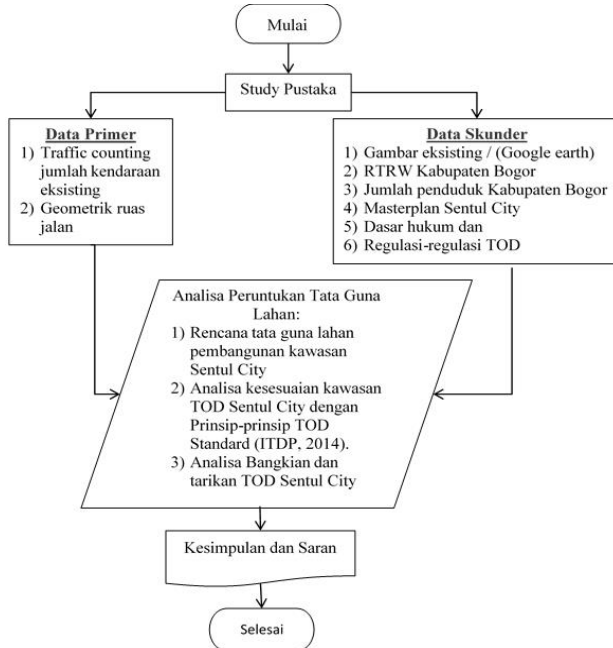 Mulai
Study Pustaka
Data Primer
1) Traffic counting
jumlah kendaraan
eksisting
2) Geometrik ruas
jalan
Data Skunder
1) Gambar eksisting / (Google earth)
2) RTRW Kabupaten Bogor
3) Jumlah penduduk Kabupaten Bogor
4) Masterplan Sentul City
5) Dasar hukum dan
6) Regulasi-regulasi TOD
Analisa Peruntukan Tata Guna
Lahan:
1) Rencana tata guna lahan
pembangunan kawasan
Sentul City
2) Analisa kesesuaian kawasan
TOD Sentul City dengan
Prinsip-prinsip TOD
Standard (ITDP, 2014).
3) Analisa Bangkian dan
tarikan TOD Sentul City
Kesimpulan dan Saran
Selesai